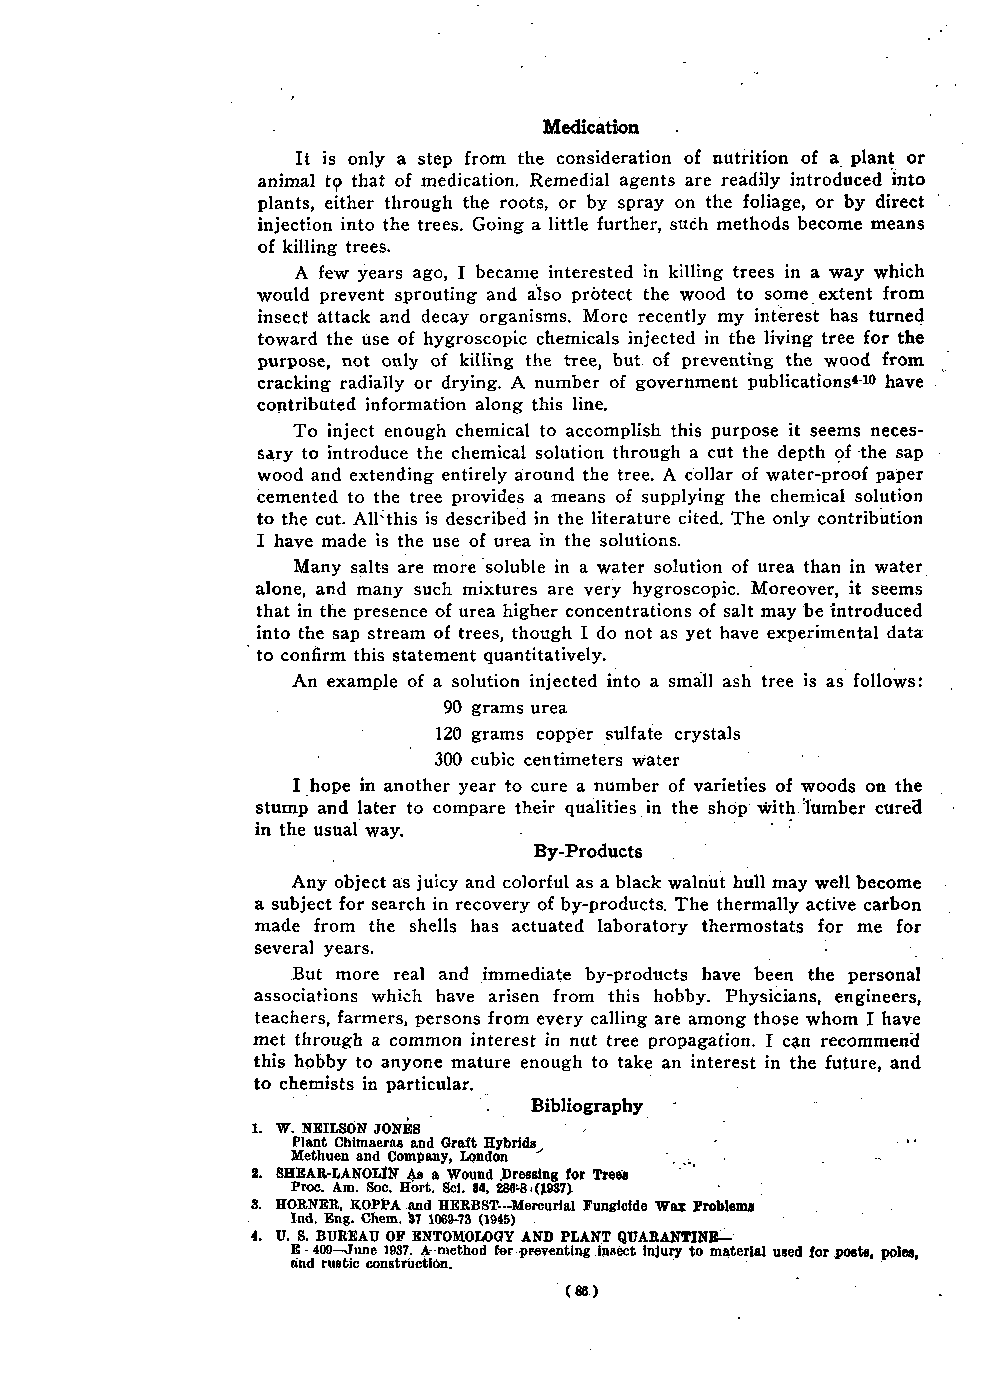 Medication
It is only a step from the consideration of nutrition of a plant or
animal to that of medication. Remedial agents are readily introduced into
plants, either through the roots, or by spray on the foliage, or by direct
injection into the trees. Going a little further, such methods become means
of killing trees.
A few years ago, I became interested in killing trees in a way which
would prevent sprouting and also protect the wood to some extent from
insect attack and decay organisms. More recently my interest has turned
toward the use of hygroscopic chemicals injected in the living tree for the
purpose, not only of killing the tree, but of preventing the wood from
cracking radially or drying. A number of government publications4-10 have
contributed information along this line.
To inject enough chemical to accomplish this purpose it seems neces-
sary to introduce the chemical solution through a cut the depth of the sap
wood and extending entirely around the tree. A collar of water-proof paper
cemented to the tree provides a means of supplying the chemical solution
to the cut. All this is described in the literature cited. The only contribution
I have made is the use of urea in the solutions.
Many salts are more soluble in a water solution of urea than in water
alone, and many such mixtures are very hygroscopic. Moreover, it seems
that in the presence of urea higher concentrations of salt may be introduced
into the sap stream of trees, though I do not as yet have experimental data
to confirm this statement quantitatively.
An example of a solution injected into a small ash tree is as follows:
90 grams urea
120 grams copper sulfate crystals
300 cubic centimeters water
I hope in another year to cure a number of varieties of woods on the
stump and later to compare their qualities in the shop with lumber cured
in the usual way.
By-Products
Any object as juicy and colorful as a black walnut hull may well become
a subject for search in recovery of by-products. The thermally active carbon
made from the shells has actuated laboratory thermostats for me for
several years.
But more real and immediate by-products have been the personal
associations which have arisen from this hobby. Physicians, engineers,
teachers, farmers, persons from every calling are among those whom I have
met through a common interest in nut tree propagation. I can recommend
this hobby to anyone mature enough to take an interest in the future, and
to chemists in particular.
Bibliography
1. W. NEILSON JONES
Plant Chimaeras and Graft Hybrids
Methuen and Company, London
2. SHEAR-LANOLIN As a Wound Dressing for Trees
Proc. Am. Soc. Hort. Sci. 34, 286-8 (1937)
3. HORNER, KOPPA and HERBST—Mercurial Fungicide Wax Problems
Ind. Eng. Chem. 37 1069-73 (1945)
4. U. S. BUREAU OF ENTOMOLOGY AND PLANT QUARANTINE—
E - 409—June 1937. A method for preventing insect injury to material used for posts, poles,
and rustic construction.
(86)